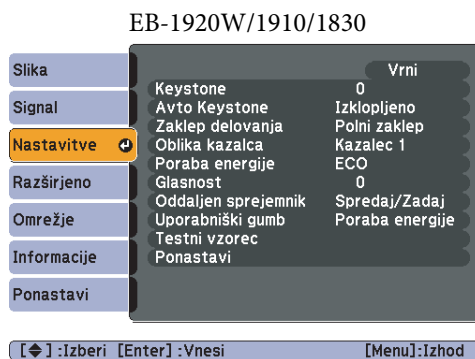 EB-1920W/1910/1830
Slika
Signal
Nastavitve
Razširjeno
Omrežje
Informacije
Ponastavi
Vrni
Keystone 0
Avto Keystone Izklopljeno
Zaklep delovanja Polni zaklep
Oblika kazalca Kazalec 1
Poraba energije ECO
Glasnost 0
Oddaljen sprejemnik Spredaj/Zadaj
Uporabniški gumb Poraba energije
Testni vzorec
Ponastavi
[◆] :Izberi [Enter] :Vnesi [Menu]:Izhod